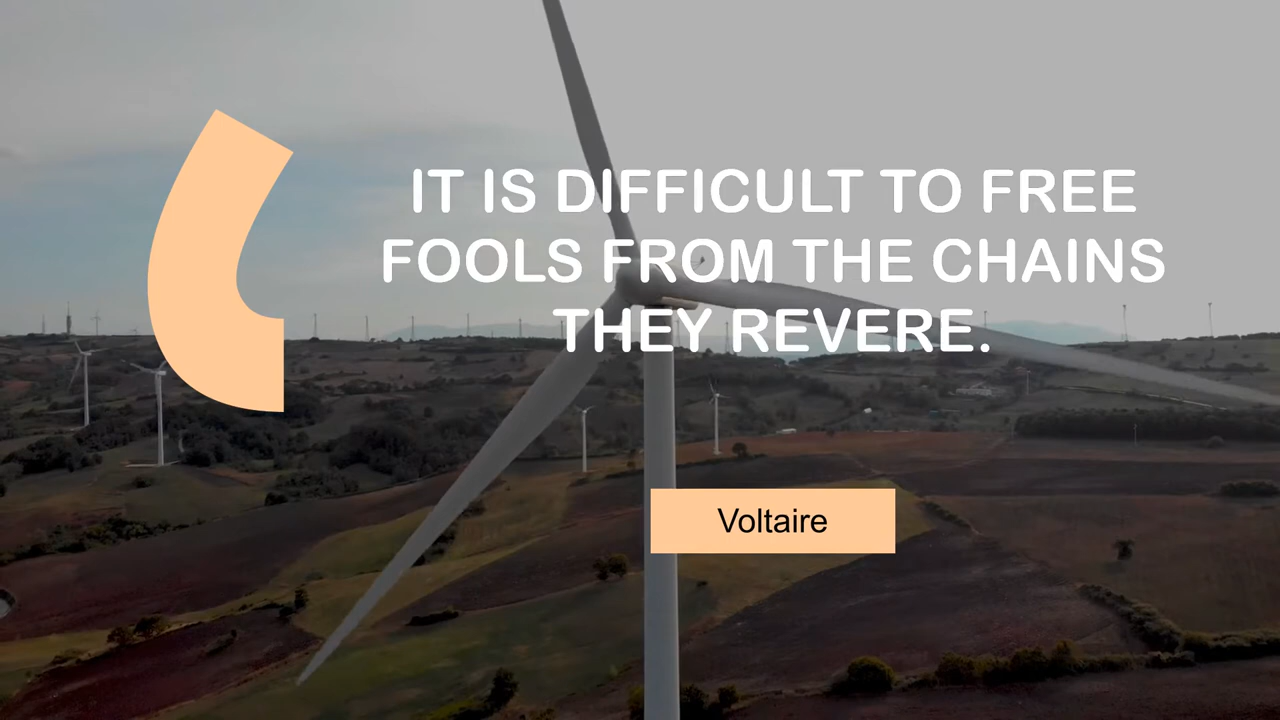 IT IS DIFFICULT TO FREE
FOOLS FROM THE CHAINS
THEY REVERE.
Voltaire